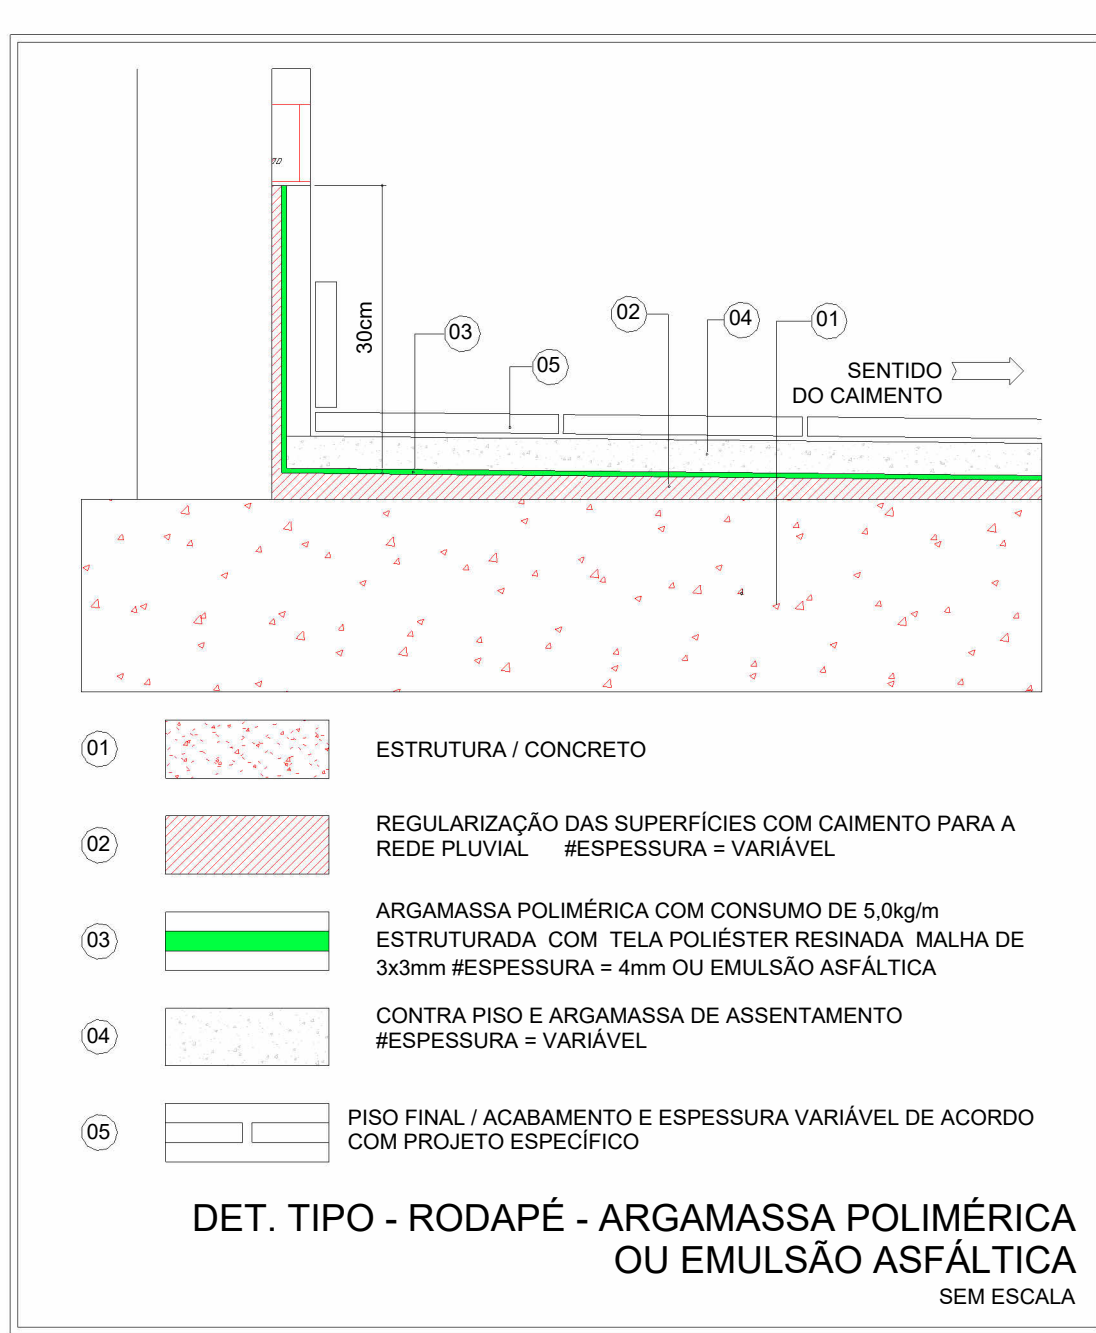 30cm
03
05
02
04
01
SENTIDO
DO CAIMENTO
01
ESTRUTURA / CONCRETO
02
REGULARIZAÇÃO DAS SUPERFÍCIES COM CAIMENTO PARA A
REDE PLUVIAL #ESPESSURA = VARIÁVEL
03
ARGAMASSA POLIMÉRICA COM CONSUMO DE 5,0kg/m
ESTRUTURADA COM TELA POLIÉSTER RESINADA MALHA DE
3x3mm #ESPESSURA = 4mm OU EMULSÃO ASFÁLTICA
04
CONTRA PISO E ARGAMASSA DE ASSENTAMENTO
#ESPESSURA = VARIÁVEL
05
PISO FINAL / ACABAMENTO E ESPESSURA VARIÁVEL DE ACORDO
COM PROJETO ESPECÍFICO
DET. TIPO - RODAPÉ - ARGAMASSA POLIMÉRICA
OU EMULSÃO ASFÁLTICA
SEM ESCALA